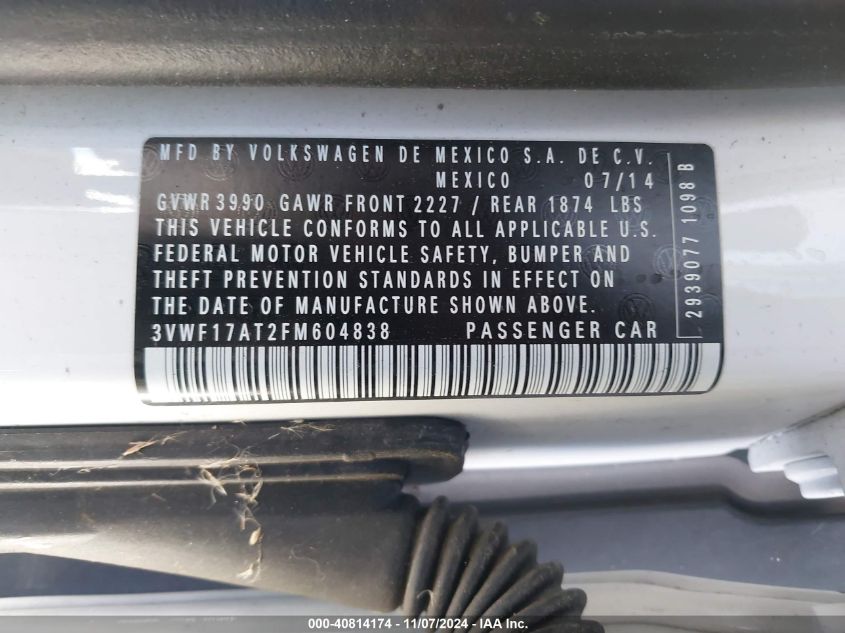 MFD BY VOLKSWAGEN DE MEXICO S.A. DE C.V.
MEXICO 07/14
GVWR 3990 GAWR FRONT 2227 / REAR 1874 LBS
THIS VEHICLE CONFORMS TO ALL APPLICABLE U.S.
FEDERAL MOTOR VEHICLE SAFETY, BUMPER AND
THEFT PREVENTION STANDARDS IN EFFECT ON
THE DATE OF MANUFACTURE SHOWN ABOVE.
3VWF17AT2FM604838 PASSENGER CAR
2939077 1098 B
000-40814174 - 11/07/2024 - IAA Inc.